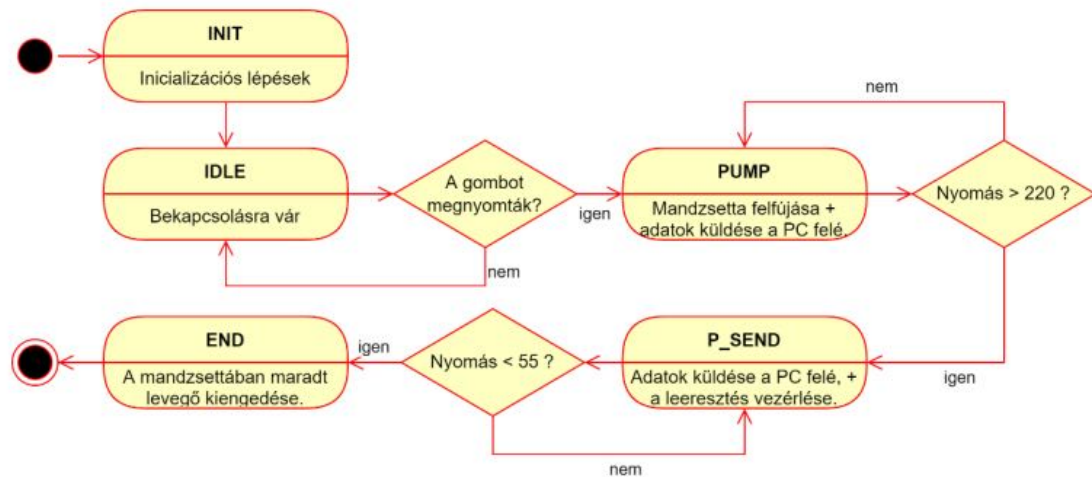 INIT
Inicializációs lépések
nem
IDLE
Bekapcsolásra vár
A gombot
megnyomták?
igen
nem
PUMP
Mandzsetta felfújása +
adatok küldése a PC felé.
Nyomás > 220 ?
igen
P_SEND
Adatok küldése a PC felé, +
a leeresztés vezérlése.
Nyomás < 55 ?
nem
igen
END
A mandzsettában maradt
levegő kiengedése.